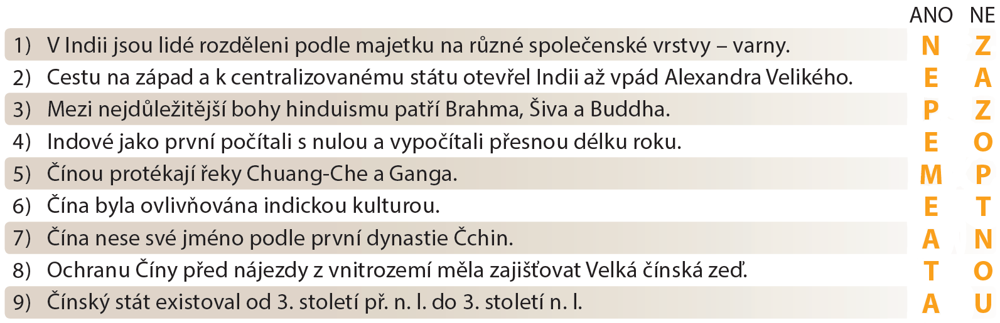 ANO NE
1) V Indii jsou lidé rozděleni podle majetku na různé společenské vrstvy – varny. N Z
2) Cestu na západ a k centralizovanému státu otevřel Indii až vpád Alexandra Velikého. E A
3) Mezi nejdůležitější bohy hinduismu patří Brahma, Šiva a Buddha. P Z
4) Indové jako první počítali s nulou a vypočítali přesnou délku roku. E O
5) Čínou protékají řeky Chuang-Che a Ganga. M P
6) Čína byla ovlivňována indickou kulturou. E T
7) Čína nese své jméno podle první dynastie Čchin. A N
8) Ochranu Číny před nájezdy z vnitrozemí měla zajišťovat Velká čínská zeď. T O
9) Čínský stát existoval od 3. století př. n. l. do 3. století n. l. A U